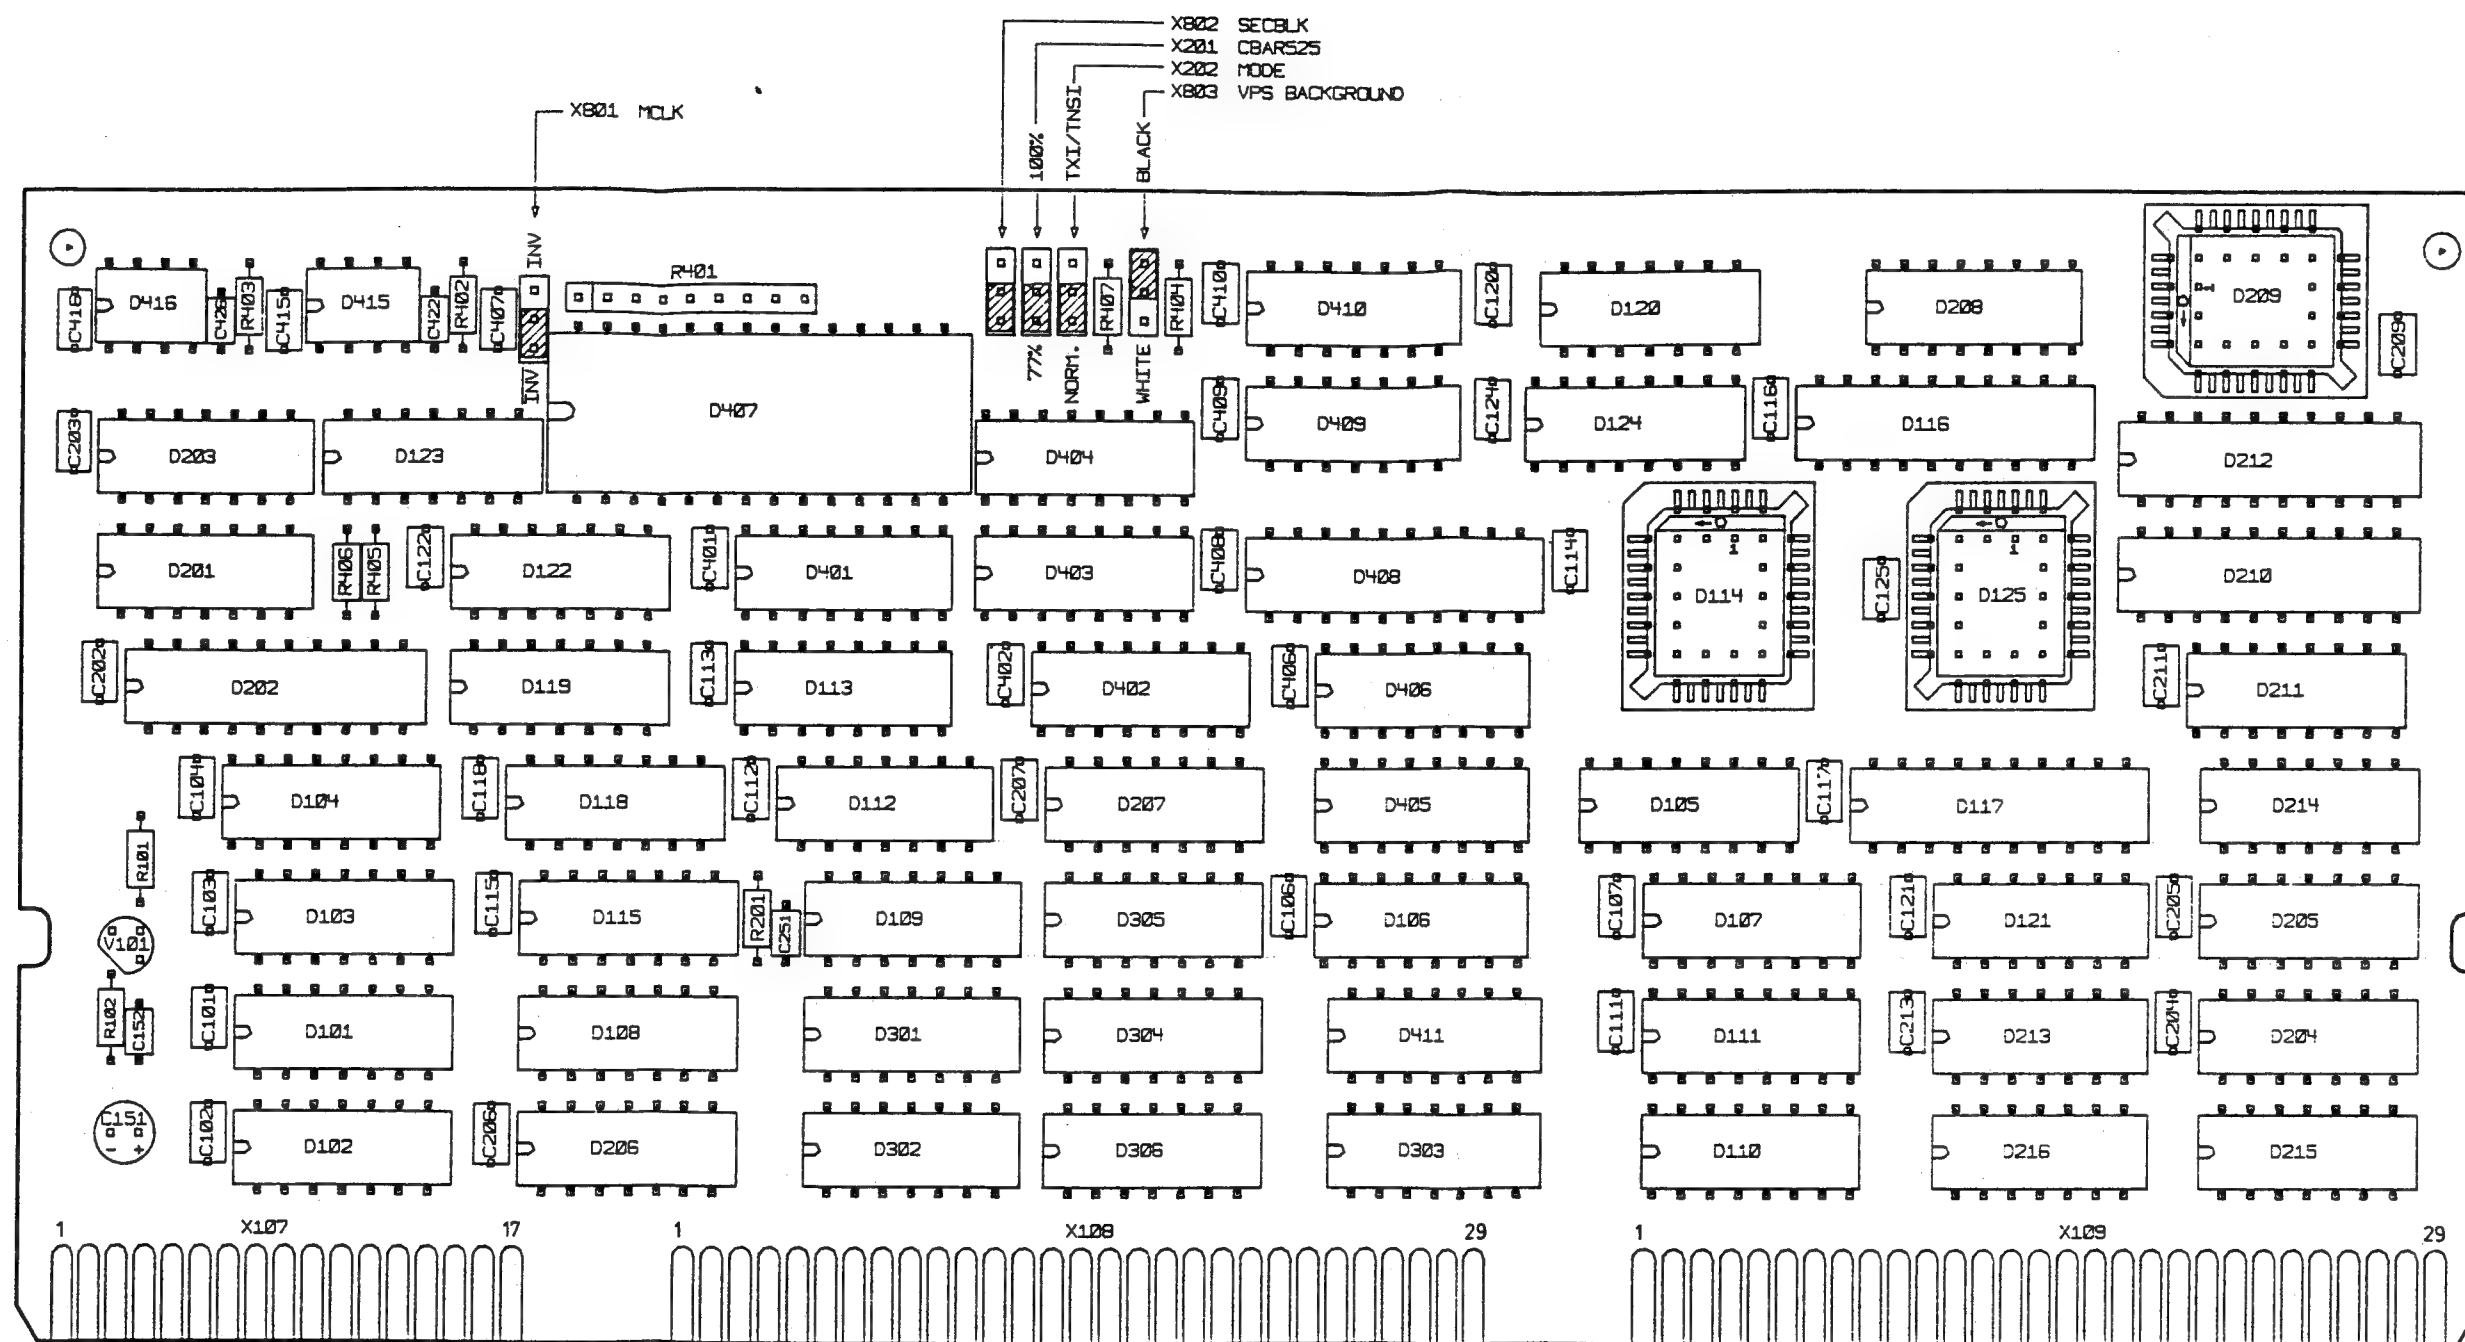 X802 SECBLK
X201 CBAR525
X202 MODE
X803 VPS BACKGROUND
X801 MCLK
100%
TXI/TNSI
BLACK
INV
R401
D416
C418
C406
R403
C415
D415
C422
R402
C407
R407
R404
C410
D410
C120
D120
D208
1
D209
C209
INV
77%
NORM.
WHITE
C203
D203
D123
D407
D404
C409
D409
C124
D124
C116
D116
D212
D201
R406
R405
C122
D122
C401
D401
D403
C408
D408
C114
1
D114
C125
1
D125
D210
C202
D202
D119
C113
D113
C402
D402
C406
D406
C211
D211
C104
D104
C118
D118
C112
D112
C207
D207
D405
D105
C117
D117
D214
R101
C103
D103
C115
D115
R201
C251
D109
D305
C106
D106
C107
D107
C121
D121
C205
D205
V101
R102
C152
C101
D101
D108
D301
D304
D411
C111
D111
C213
D213
C204
D204
C151
- +
C102
D102
C206
D206
D302
D306
D303
D110
D216
D215
1 X107 17 1 X108 29 1 X109 29